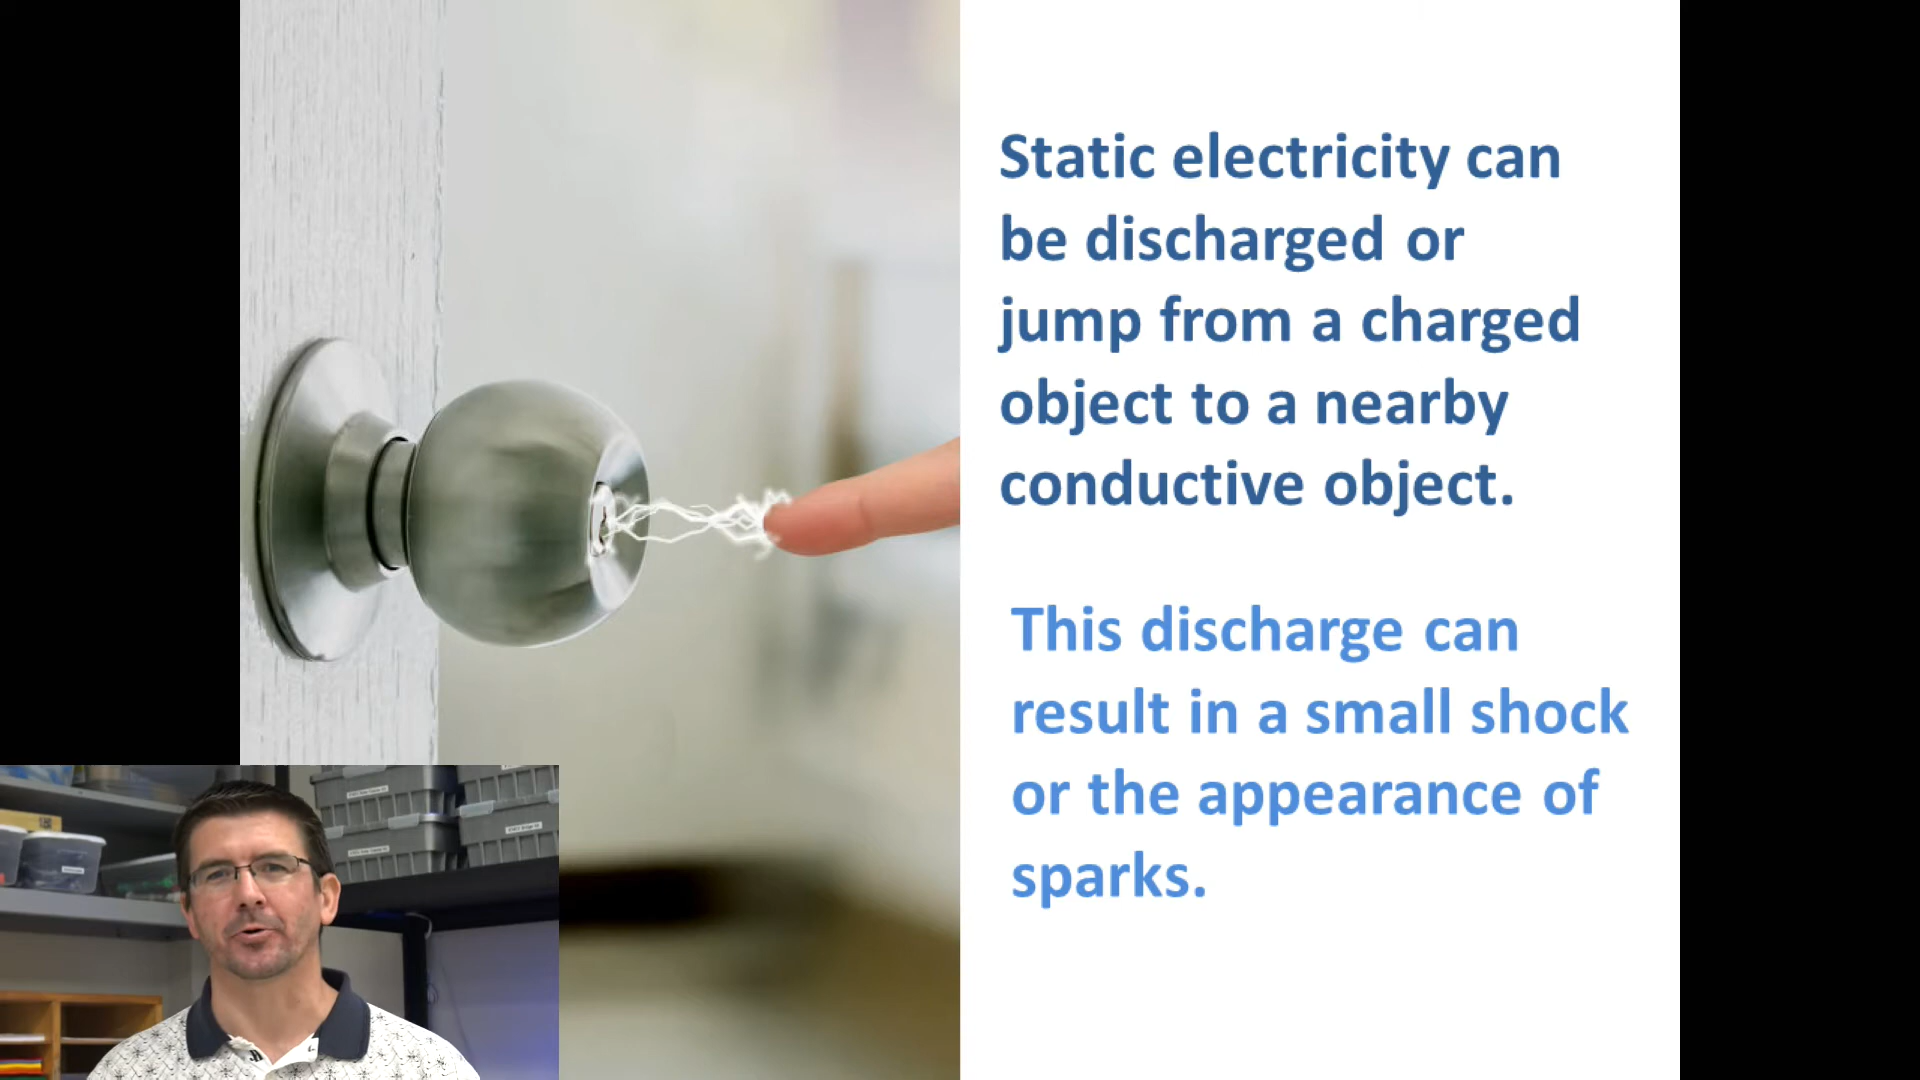 Static electricity can
be discharged or
jump from a charged
object to a nearby
conductive object.
This discharge can
result in a small shock
or the appearance of
sparks.